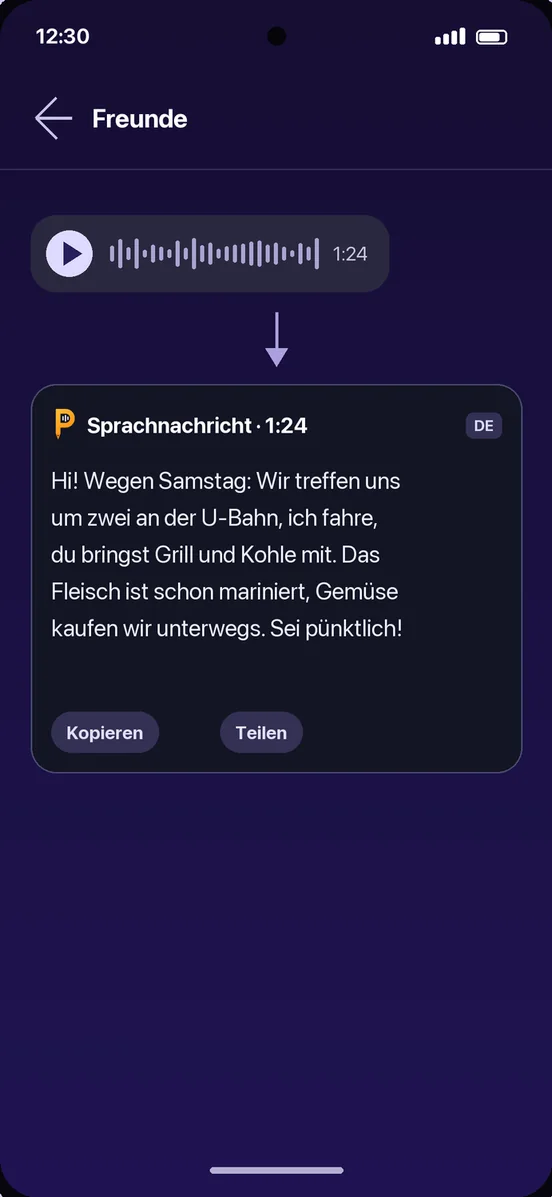 12:30
Freunde
1:24
Sprachnachricht · 1:24
DE
Hi! Wegen Samstag: Wir treffen uns
um zwei an der U-Bahn, ich fahre,
du bringst Grill und Kohle mit. Das
Fleisch ist schon mariniert, Gemüse
kaufen wir unterwegs. Sei pünktlich!
Kopieren
Teilen